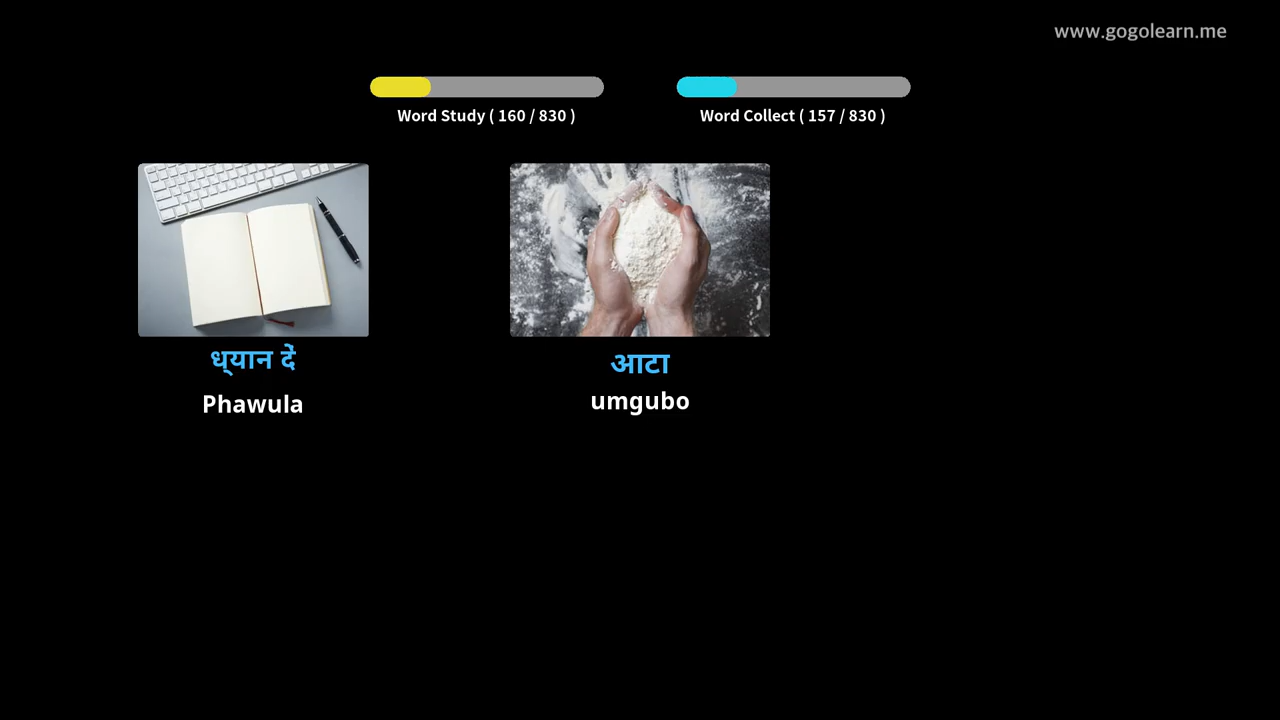 www.gogolearn.me
Word Study ( 160 / 830 )
Word Collect ( 157 / 830 )
ध्यान दें
Phawula
आटा
umgubo